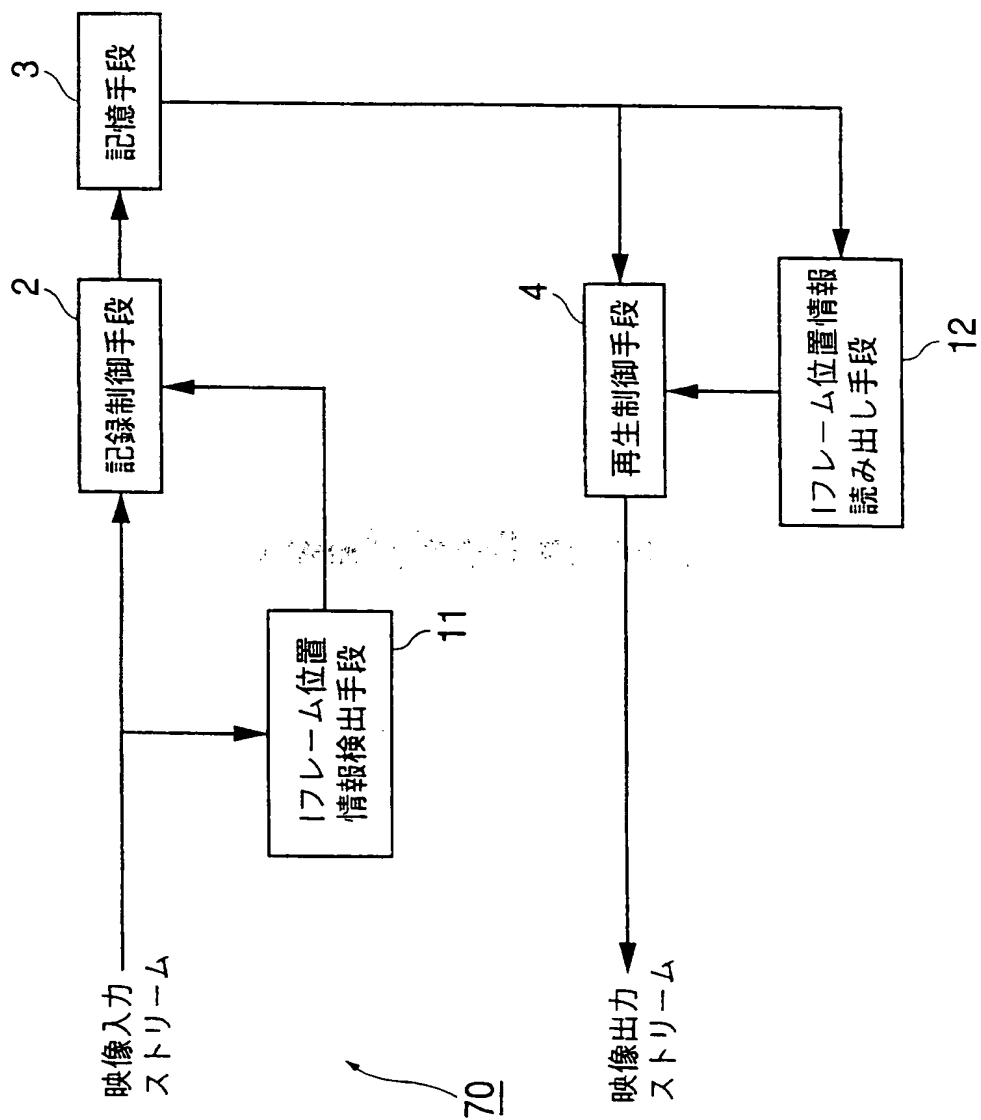 映像入力
ストリーム
2
記録制御手段
3
記憶手段
Iフレーム位置
情報検出手段
11
4
再生制御手段
Iフレーム位置情報
読み出し手段
12
映像出力
ストリーム
70